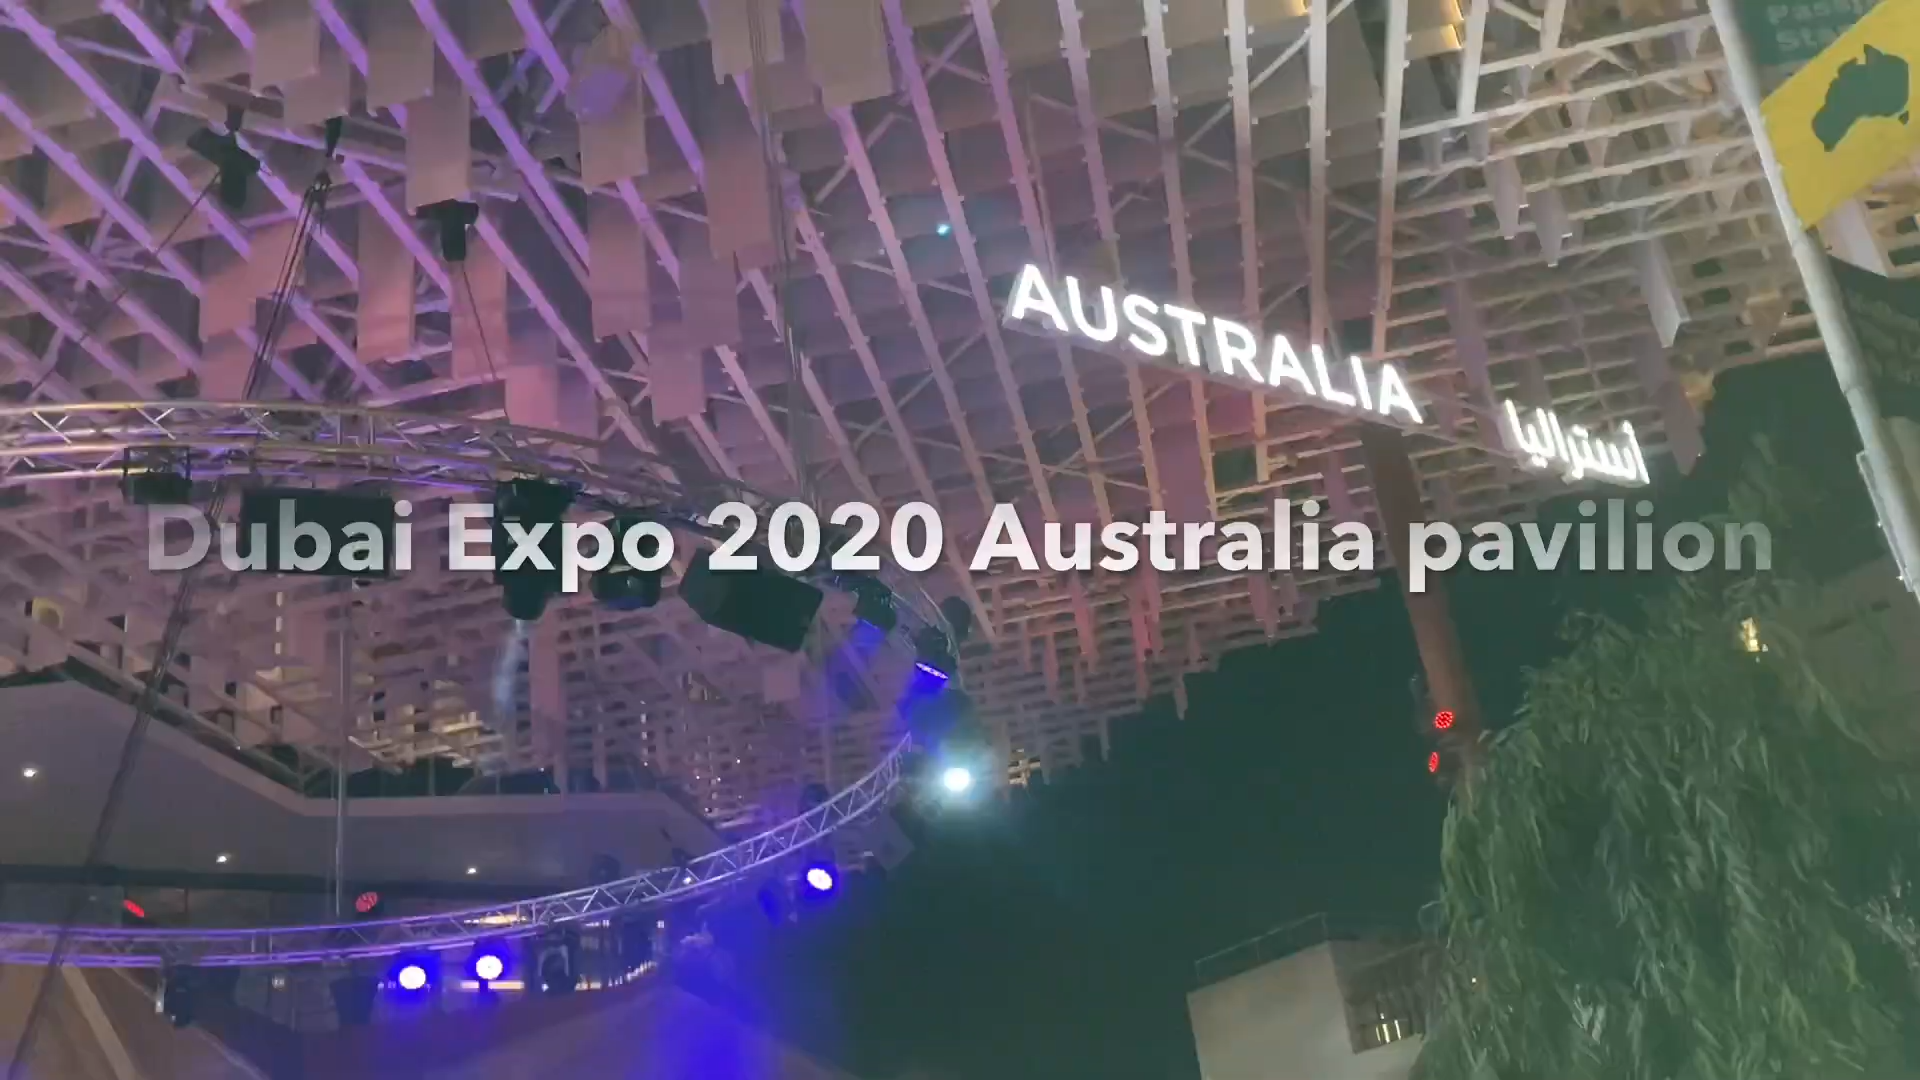 AUSTRALIA
أستراليا
Dubai Expo 2020 Australia pavilion